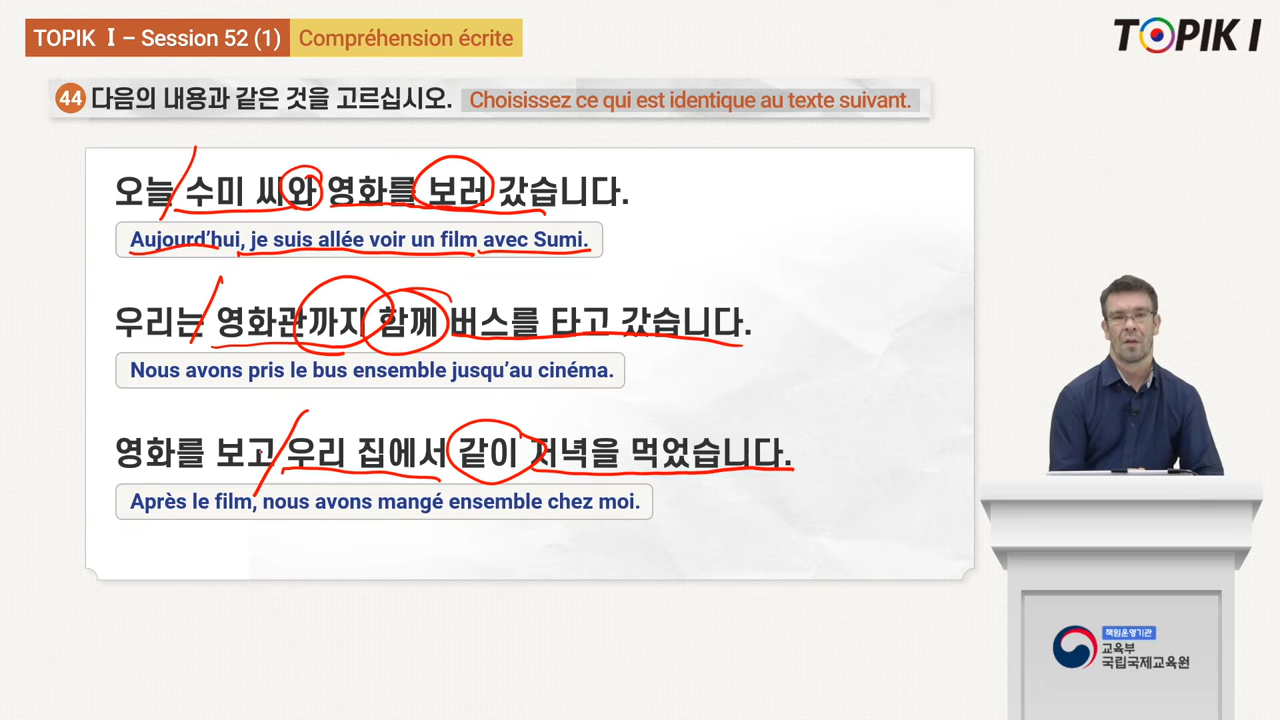 TOPIK I – Session 52 (1) Compréhension écrite
TOPIK I
44 다음의 내용과 같은 것을 고르십시오. Choisissez ce qui est identique au texte suivant.
오늘 수미 씨와 영화를 보러 갔습니다.
Aujourd'hui, je suis allée voir un film avec Sumi.
우리는 영화관까지 함께 버스를 타고 갔습니다.
Nous avons pris le bus ensemble jusqu'au cinéma.
영화를 보고 우리 집에서 같이 저녁을 먹었습니다.
Après le film, nous avons mangé ensemble chez moi.
책임운영기관
교육부
국립국제교육원